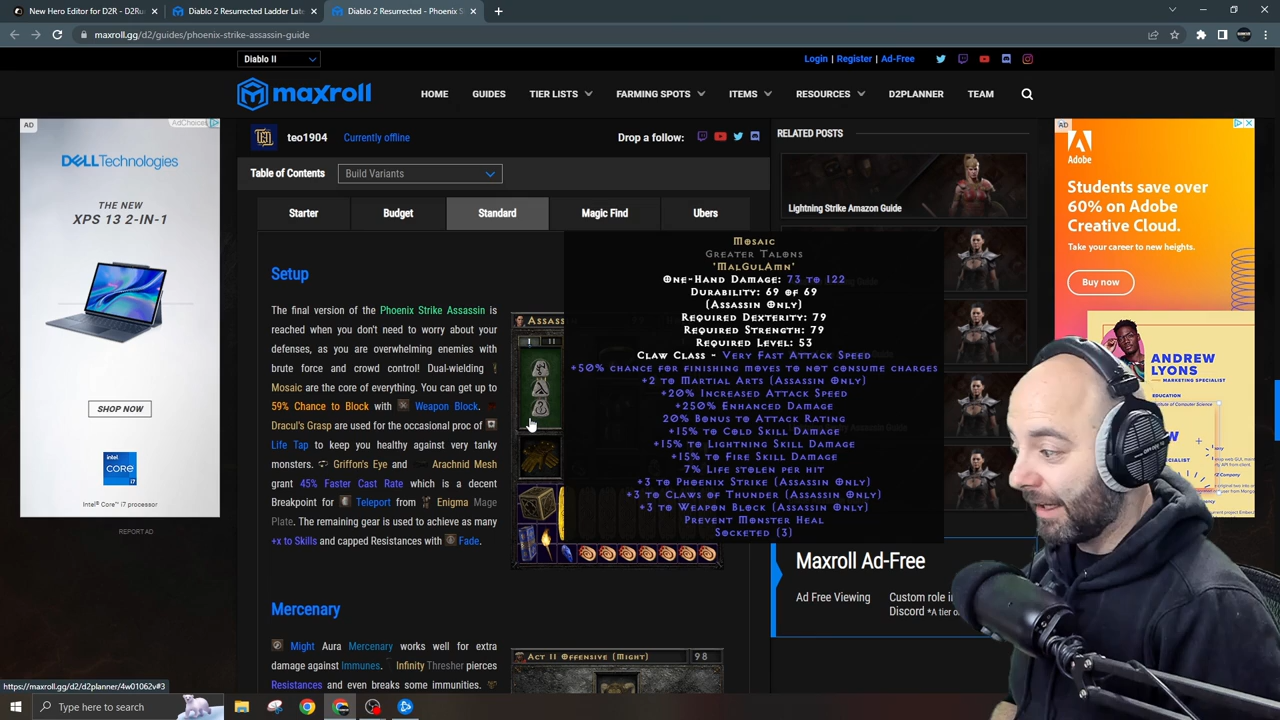 New Hero Editor for D2R - D2Ru
Diablo 2 Resurrected Ladder Late
Diablo 2 Resurrected - Phoenix S
maxroll.gg/d2/guides/phoenix-strike-assassin-guide
Diablo II
Login | Register | Ad-Free
maxroll
HOME GUIDES TIER LISTS FARMING SPOTS ITEMS RESOURCES D2PLANNER TEAM
AD
DELLTechnologies
THE NEW
XPS 13 2-IN-1
SHOP NOW
intel
CORE
i7
Intel® Core™ i7 processor
REPORT AD
teo1904 Currently offline
Drop a follow:
Table of Contents
Build Variants
Starter Budget Standard Magic Find Ubers
Setup
The final version of the Phoenix Strike Assassin is
reached when you don't need to worry about your
defenses, as you are overwhelming enemies with
brute force and crowd control! Dual-wielding
Mosaic are the core of everything. You can get up to
59% Chance to Block with Weapon Block.
Dracul's Grasp are used for the occasional proc of
Life Tap to keep you healthy against very tanky
monsters. Griffon's Eye and Arachnid Mesh
grant 45% Faster Cast Rate which is a decent
Breakpoint for Teleport from Enigma Mage
Plate. The remaining gear is used to achieve as many
+x to Skills and capped Resistances with Fade.
Mercenary
Might Aura Mercenary works well for extra
damage against Immunes. Infinity Thresher pierces
Resistances and even breaks some immunities.
Assass
I II
Mosaic
Greater Talons
'MalGulAmn'
One-Hand Damage: 73 to 122
Durability: 69 of 69
(Assassin Only)
Required Dexterity: 79
Required Strength: 79
Required Level: 53
Claw Class - Very Fast Attack Speed
+50% chance for finishing moves to not consume charges
+2 to Martial Arts (Assassin Only)
+20% Increased Attack Speed
+250% Enhanced Damage
20% Bonus to Attack Rating
+15% to Cold Skill Damage
+15% to Lightning Skill Damage
+15% to Fire Skill Damage
7% Life stolen per hit
+3 to Phoenix Strike (Assassin Only)
+3 to Claws of Thunder (Assassin Only)
+3 to Weapon Block (Assassin Only)
Prevent Monster Heal
Socketed (3)
Act II Offensive (Might) 98
RELATED POSTS
Lightning Strike Amazon Guide
Maxroll Ad-Free
Ad Free Viewing
Custom role in
Discord *A tier o
AD
Adobe
Students save over
60% on Adobe
Creative Cloud.
Take your career to new heights.
Buy now
ANDREW
LYONS
MARKETING SPECIALIST
EDUCATION
https://maxroll.gg/d2/d2planner/4w01062v#3
Type here to search